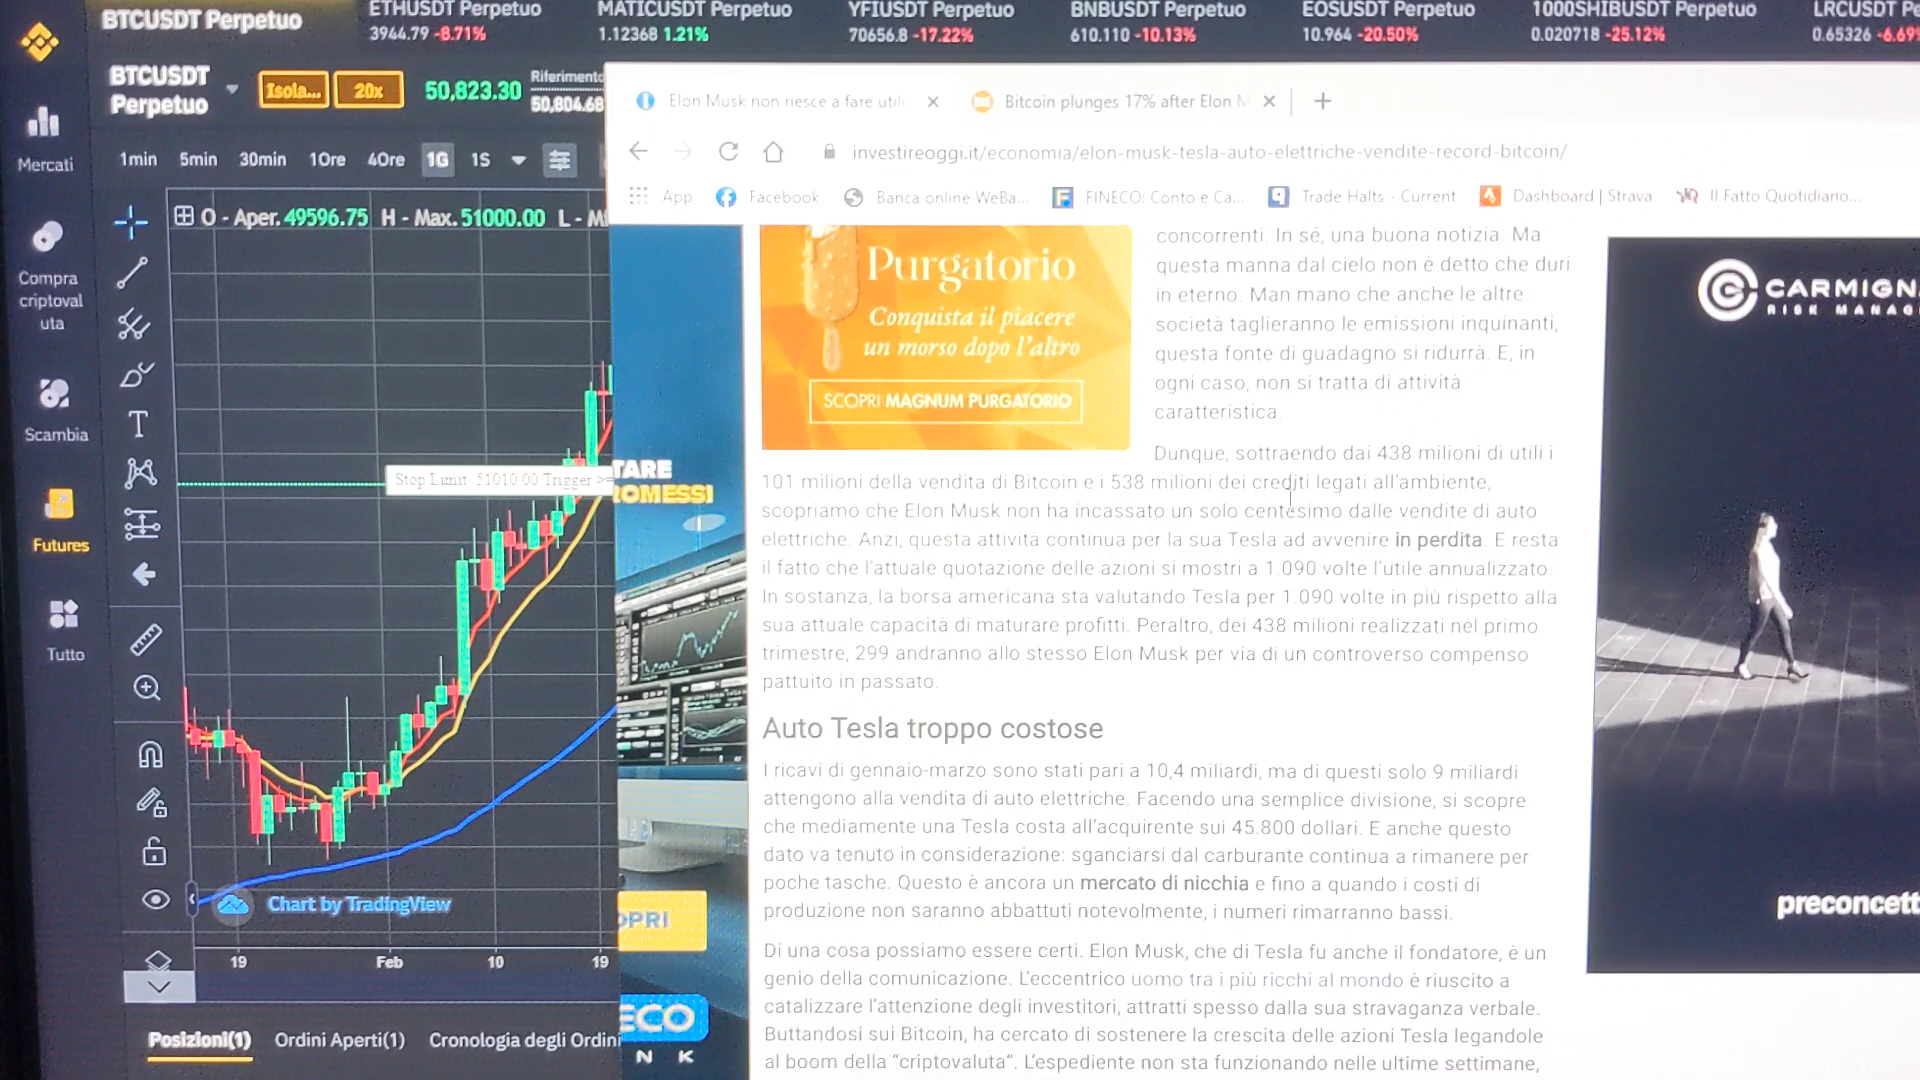 BTCUSDT Perpetuo
ETHUSDT Perpetuo
3944.79 -8.71%
MATICUSDT Perpetuo
1.12368 1.21%
YFIUSDT Perpetuo
70656.8 -17.22%
BNBUSDT Perpetuo
610.110 -10.13%
EOSUSDT Perpetuo
10.964 -20.50%
1000SHIBUSDT Perpetuo
0.020718 -25.12%
LRCUSDT Pe
0.65326 -6.69%
BTCUSDT
Perpetuo
Isola...
20x
50,823.30
Riferimento
50,804.68
1min 5min 30min 1Ore 4Ore 1G 1S
O - Aper. 49596.75 H - Max. 51000.00 L - Mi
Mercati
Compra
criptoval
uta
Scambia
Futures
Tutto
Stop Limit 51010.00 Trigger >=
Chart by TradingView
19 Feb 10 19
Posizioni(1) Ordini Aperti(1) Cronologia degli Ordini
Elon Musk non riesce a fare utili
Bitcoin plunges 17% after Elon M
investireoggi.it/economia/elon-musk-tesla-auto-elettriche-vendite-record-bitcoin/
App
Facebook
Banca online WeBa...
FINECO: Conto e Ca...
Trade Halts - Current
Dashboard | Strava
Il Fatto Quotidiano...
TARE
ROMESSI
OPRI
ECO
N K
Purgatorio
Conquista il piacere
un morso dopo l'altro
SCOPRI MAGNUM PURGATORIO
concorrenti. In sé, una buona notizia. Ma
questa manna dal cielo non è detto che duri
in eterno. Man mano che anche le altre
società taglieranno le emissioni inquinanti,
questa fonte di guadagno si ridurrà. E, in
ogni caso, non si tratta di attività
caratteristica.
Dunque, sottraendo dai 438 milioni di utili i
101 milioni della vendita di Bitcoin e i 538 milioni dei crediti legati all'ambiente,
scopriamo che Elon Musk non ha incassato un solo centesimo dalle vendite di auto
elettriche. Anzi, questa attività continua per la sua Tesla ad avvenire in perdita. E resta
il fatto che l'attuale quotazione delle azioni si mostri a 1.090 volte l'utile annualizzato.
In sostanza, la borsa americana sta valutando Tesla per 1.090 volte in più rispetto alla
sua attuale capacità di maturare profitti. Peraltro, dei 438 milioni realizzati nel primo
trimestre, 299 andranno allo stesso Elon Musk per via di un controverso compenso
pattuito in passato.
Auto Tesla troppo costose
I ricavi di gennaio-marzo sono stati pari a 10,4 miliardi, ma di questi solo 9 miliardi
attengono alla vendita di auto elettriche. Facendo una semplice divisione, si scopre
che mediamente una Tesla costa all'acquirente sui 45.800 dollari. E anche questo
dato va tenuto in considerazione: sganciarsi dal carburante continua a rimanere per
poche tasche. Questo è ancora un mercato di nicchia e fino a quando i costi di
produzione non saranno abbattuti notevolmente, i numeri rimarranno bassi.
Di una cosa possiamo essere certi. Elon Musk, che di Tesla fu anche il fondatore, è un
genio della comunicazione. L'eccentrico uomo tra i più ricchi al mondo è riuscito a
catalizzare l'attenzione degli investitori, attratti spesso dalla sua stravaganza verbale.
Buttandosi sui Bitcoin, ha cercato di sostenere la crescita delle azioni Tesla legandole
al boom della "criptovaluta". L'espediente non sta funzionando nelle ultime settimane,
CARMIGNA
RISK MANAG
preconcett